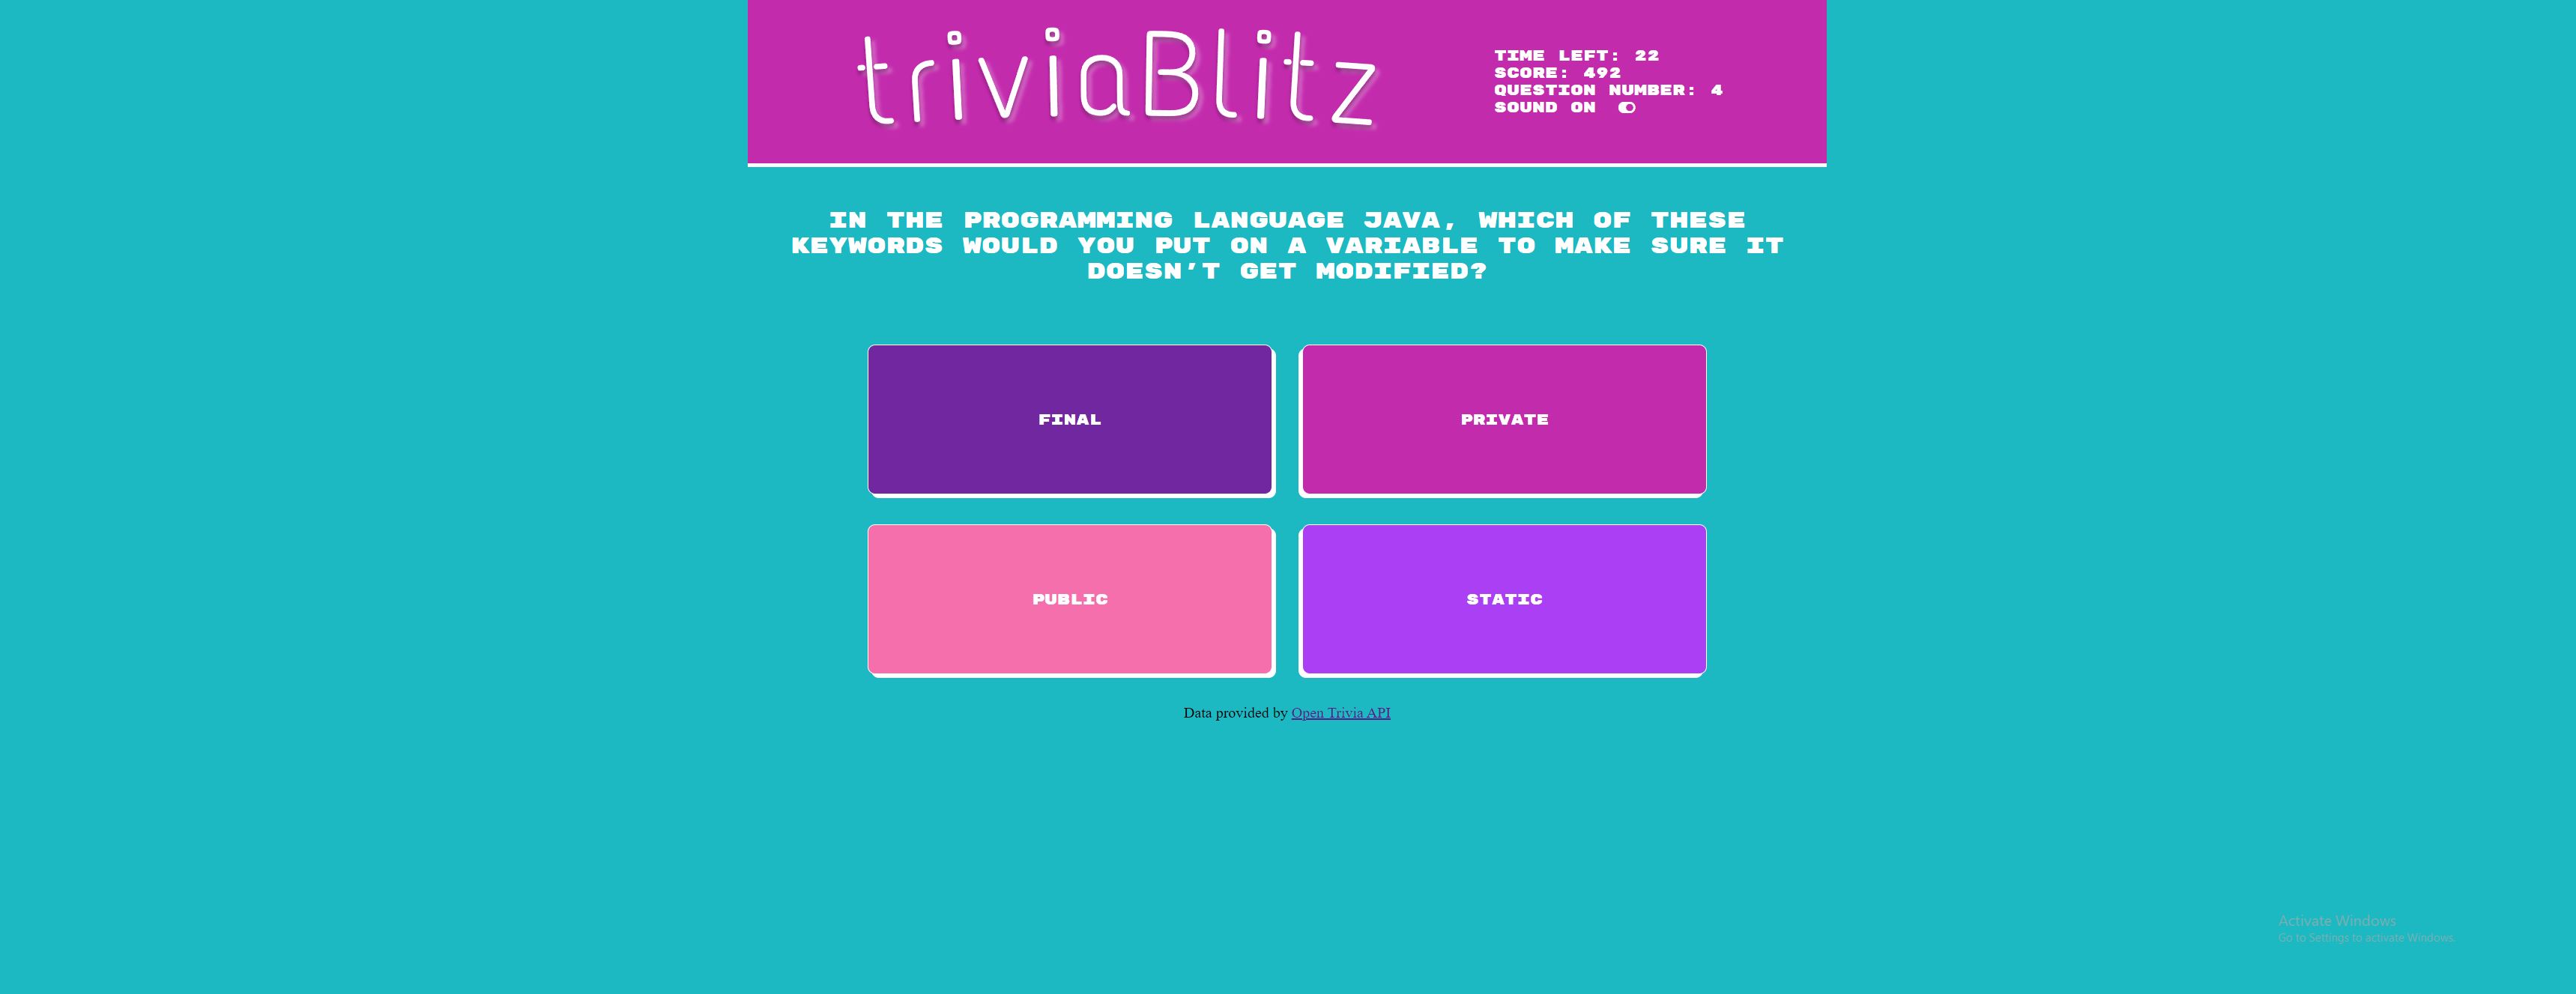 triviaBlitz
TIME LEFT: 22
SCORE: 492
QUESTION NUMBER: 4
SOUND ON
IN THE PROGRAMMING LANGUAGE JAVA, WHICH OF THESE
KEYWORDS WOULD YOU PUT ON A VARIABLE TO MAKE SURE IT
DOESN'T GET MODIFIED?
FINAL
PRIVATE
PUBLIC
STATIC
Data provided by Open Trivia API
Activate Windows
Go to Settings to activate Windows.